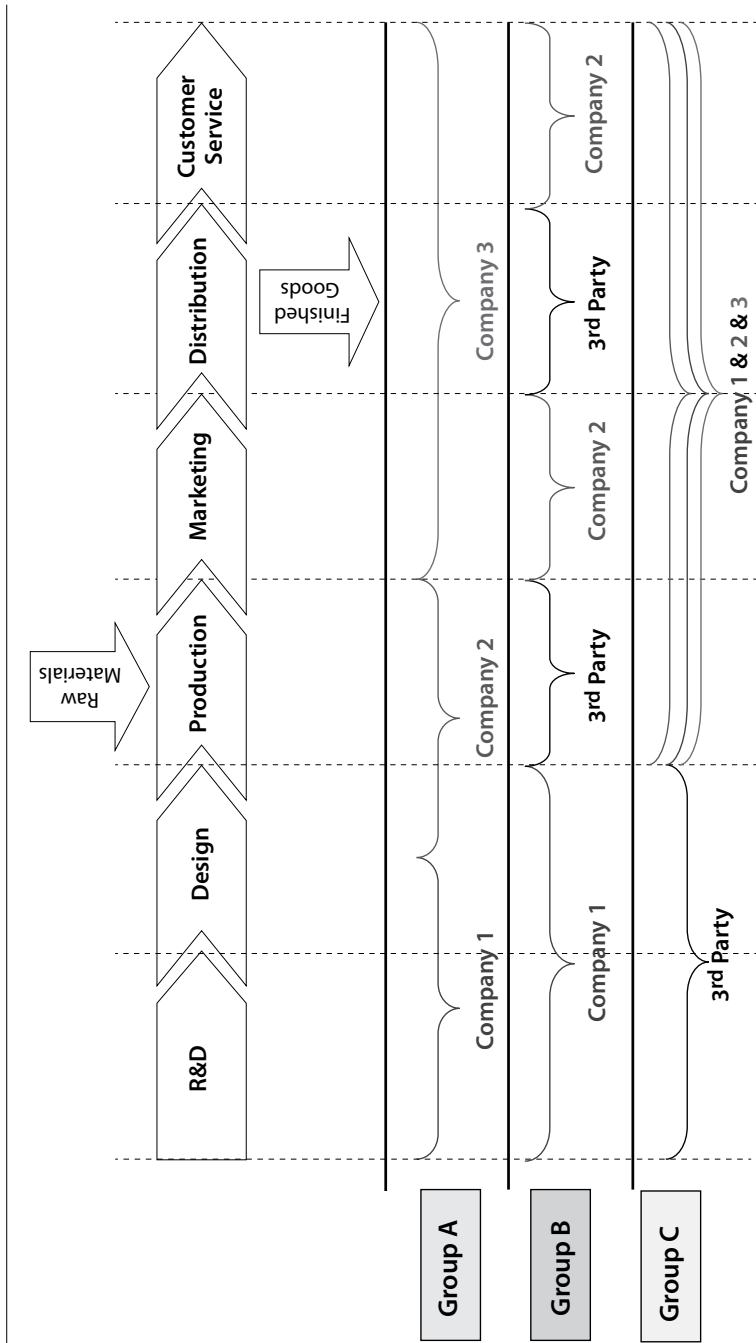 Raw
Materials
R&D
Design
Production
Marketing
Distribution
Customer
Service
Finished
Goods
Group A
Company 1
Company 2
Company 3
Group B
Company 1
3rd Party
Company 2
3rd Party
Company 2
Group C
3rd Party
Company 1 & 2 & 3